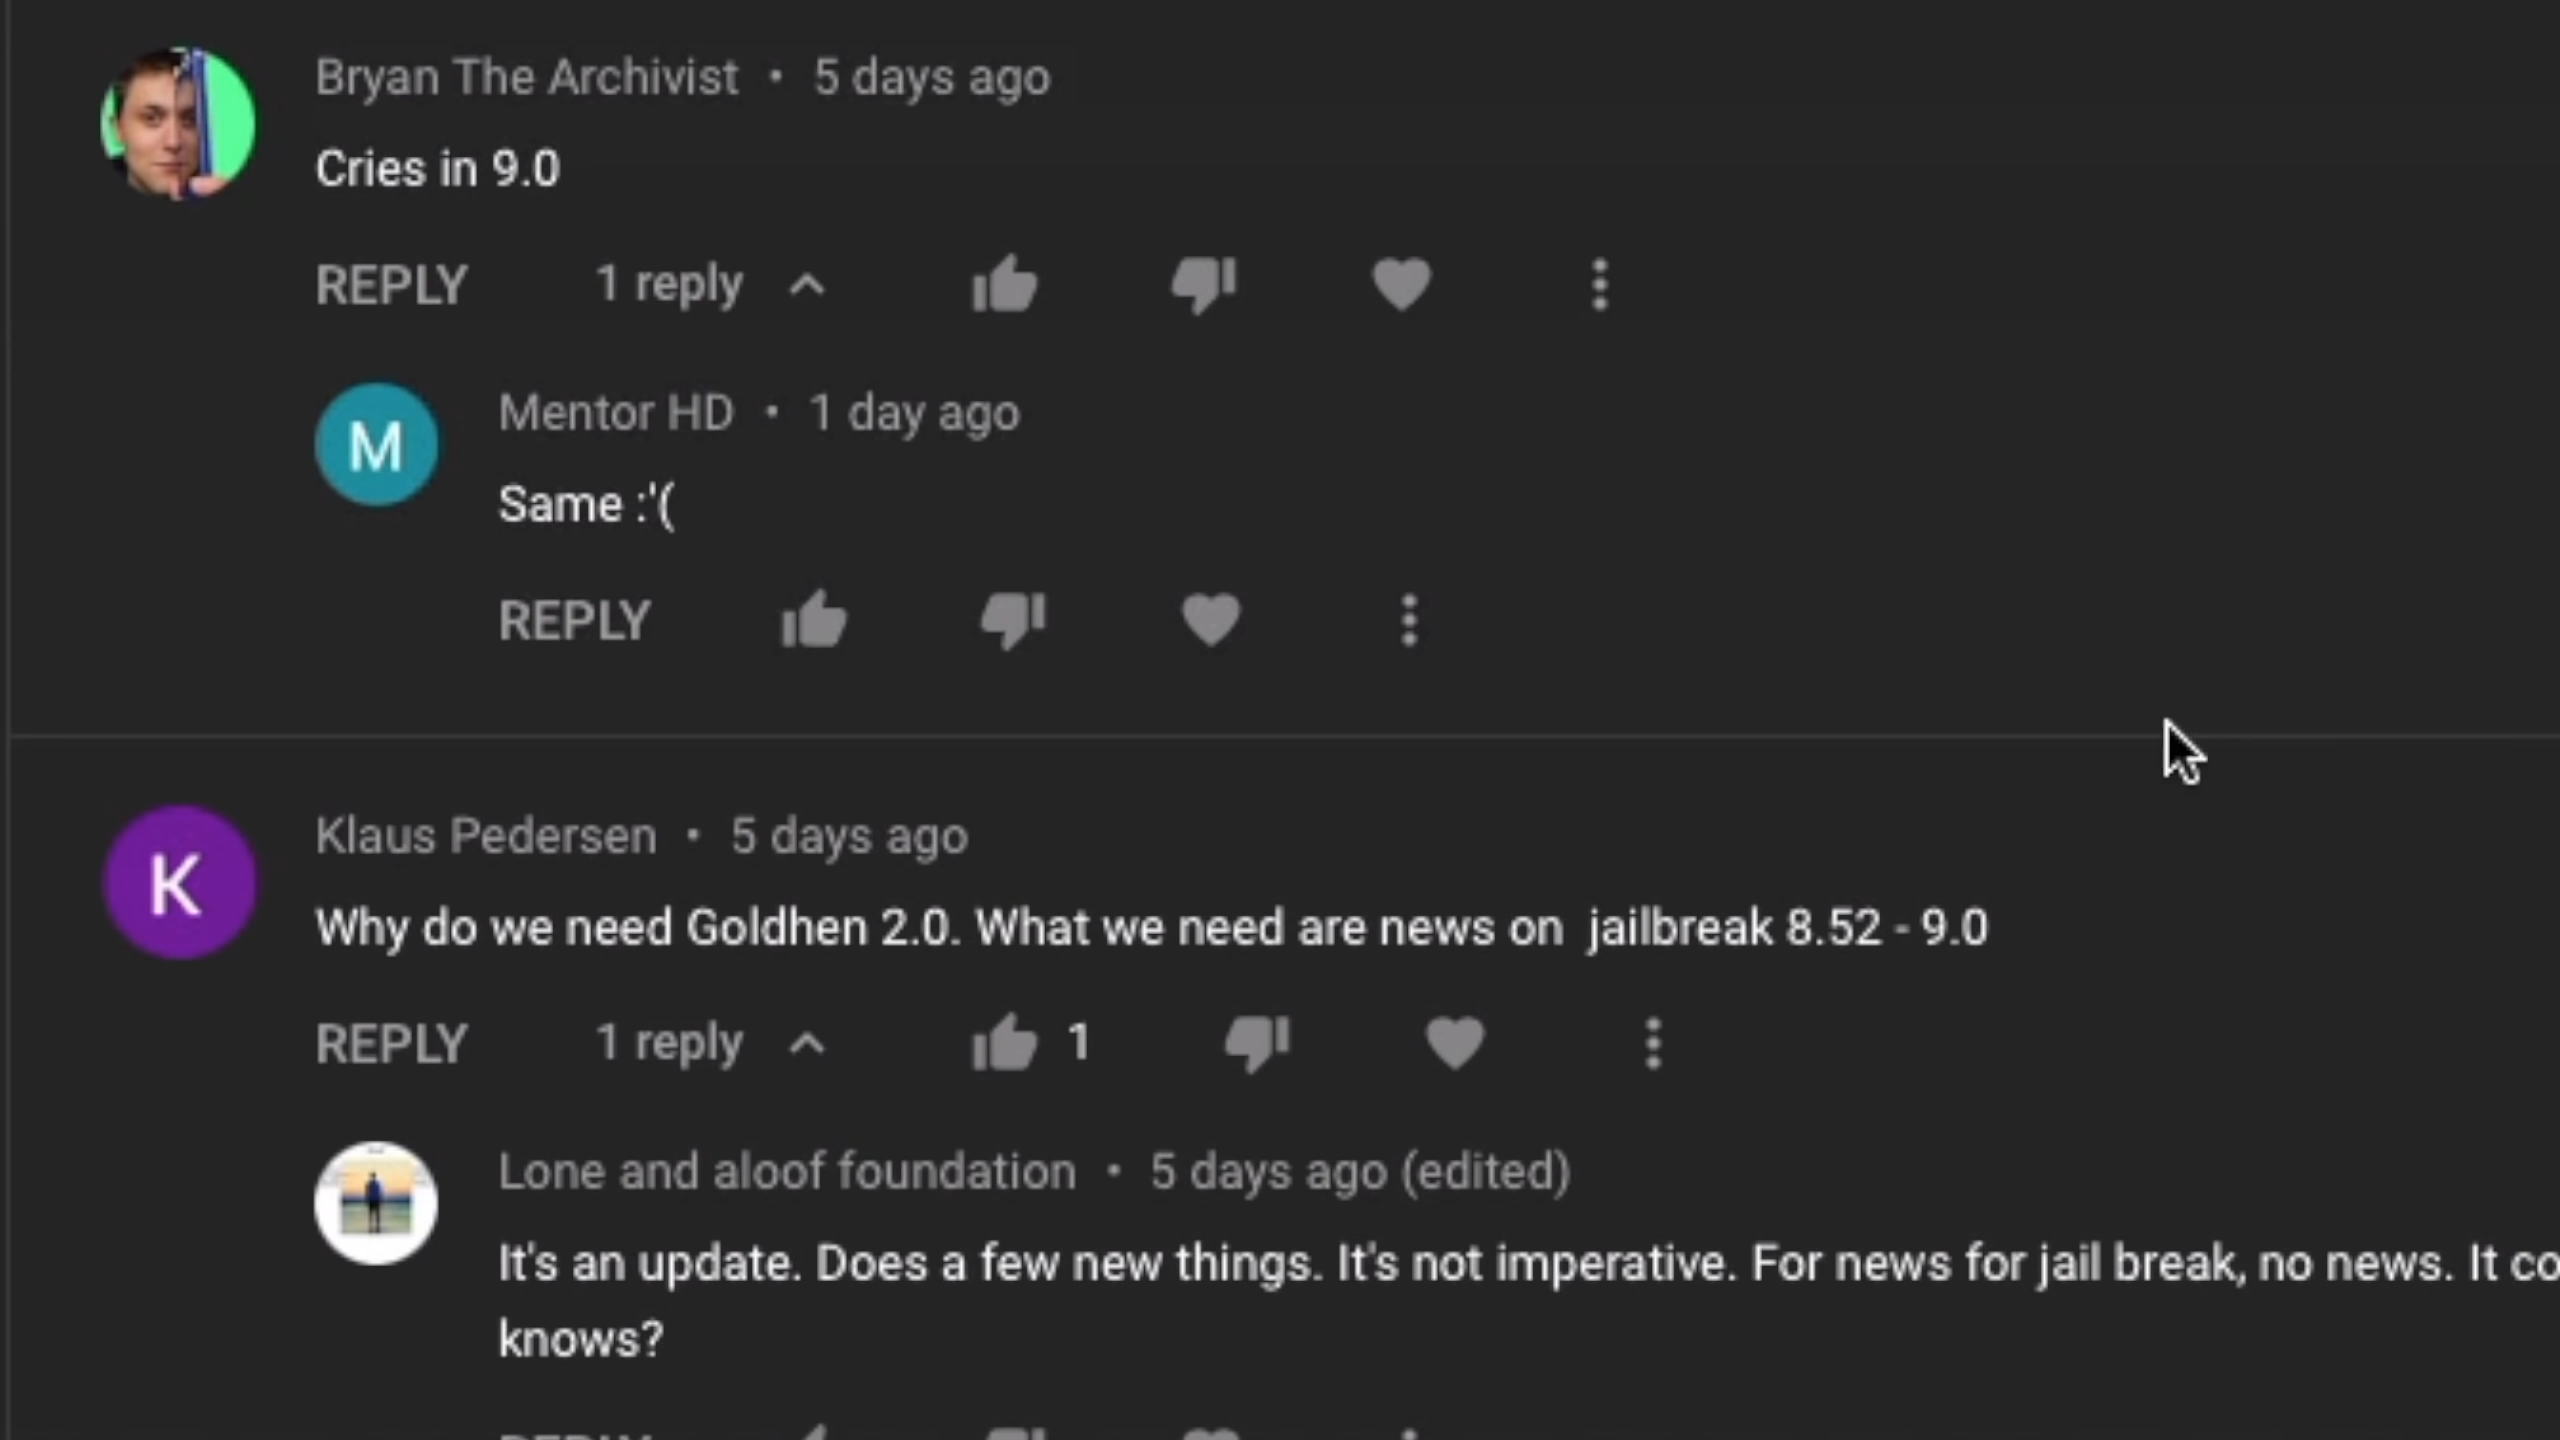 Bryan The Archivist • 5 days ago
Cries in 9.0
REPLY 1 reply
M
Mentor HD • 1 day ago
Same :'(
REPLY
K
Klaus Pedersen • 5 days ago
Why do we need Goldhen 2.0. What we need are news on jailbreak 8.52 - 9.0
REPLY 1 reply 1
Lone and aloof foundation • 5 days ago (edited)
It's an update. Does a few new things. It's not imperative. For news for jail break, no news. It co
knows?
REPLY